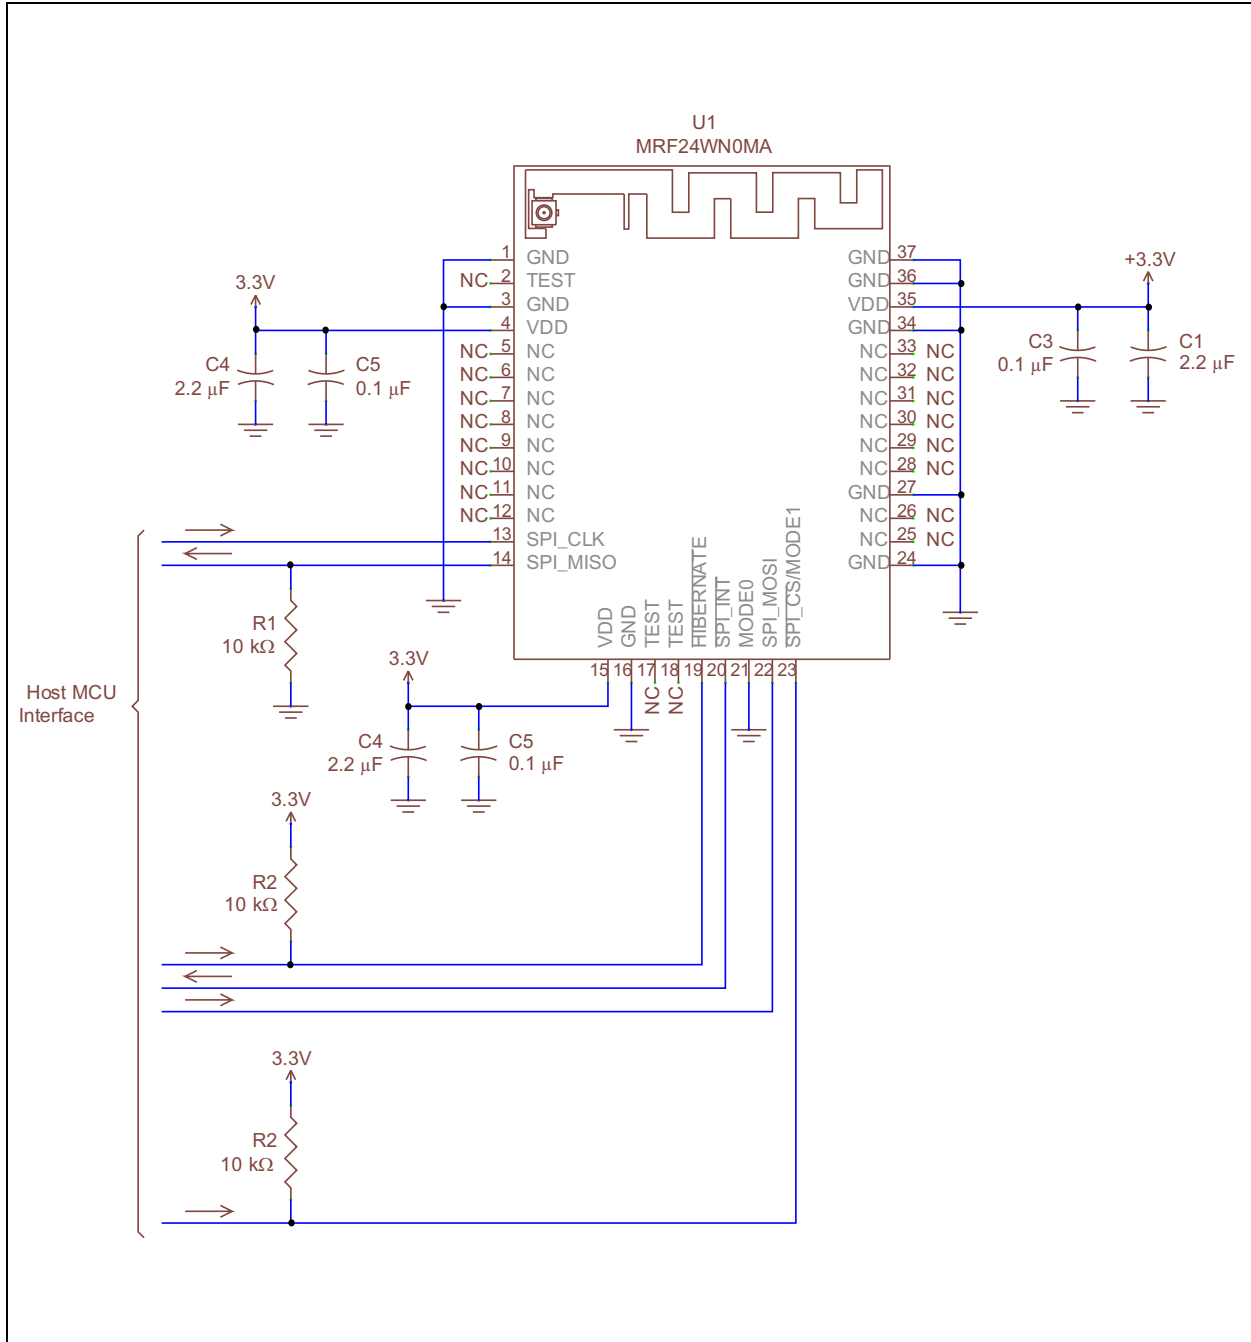 U1
MRF24WN0MA
1 GND
NC 2 TEST
3 GND
4 VDD
NC 5 NC
NC 6 NC
NC 7 NC
NC 8 NC
NC 9 NC
NC 10 NC
NC 11 NC
NC 12 NC
13 SPI_CLK
14 SPI_MISO
GND 37
GND 36
VDD 35
GND 34
NC 33 NC
NC 32 NC
NC 31 NC
NC 30 NC
NC 29 NC
NC 28 NC
GND 27
NC 26 NC
NC 25 NC
GND 24
VDD
GND
TEST
TEST
HIBERNATE
SPI_INT
MODE0
SPI_MOSI
SPI_CS/MODE1
15 16 17 18 19 20 21 22 23
NC
NC
3.3V
C4
2.2 μF
C5
0.1 μF
+3.3V
C3
0.1 μF
C1
2.2 μF
R1
10 kΩ
Host MCU
Interface
3.3V
C4
2.2 μF
C5
0.1 μF
3.3V
R2
10 kΩ
3.3V
R2
10 kΩ